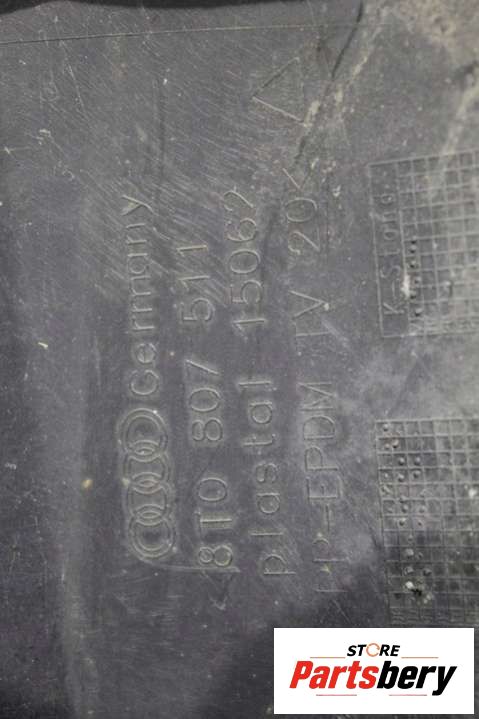 germany
8T0 807 511
plastal 15062
PP-EPDM TV 20
STORE
Partsbery